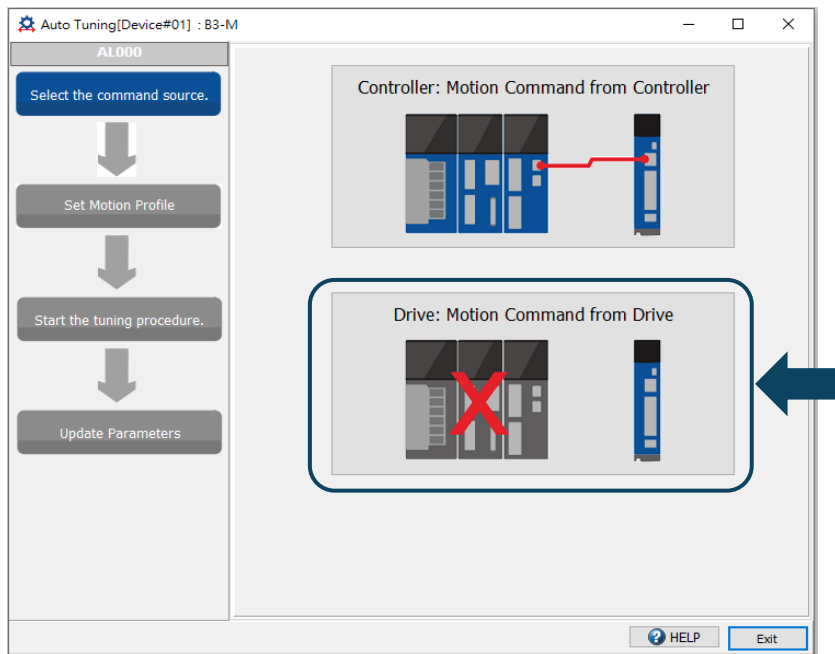 Auto Tuning[Device#01] : B3-M
AL000
Select the command source.
Set Motion Profile
Start the tuning procedure.
Update Parameters
Controller: Motion Command from Controller
Drive: Motion Command from Drive
X
HELP
Exit